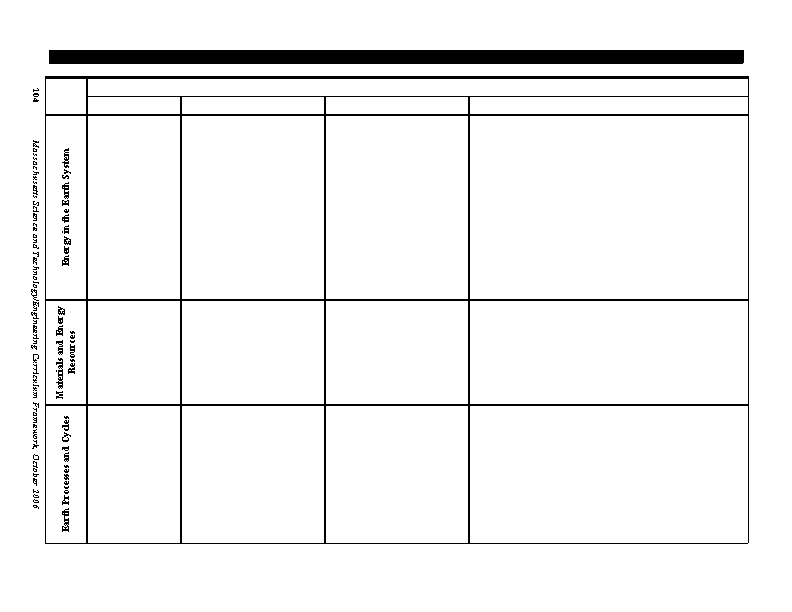 104
Massachusetts Science and Technology/Engineering Curriculum Framework, October 2006
Energy in the Earth System
Materials and Energy
Resources
Earth Processes and Cycles